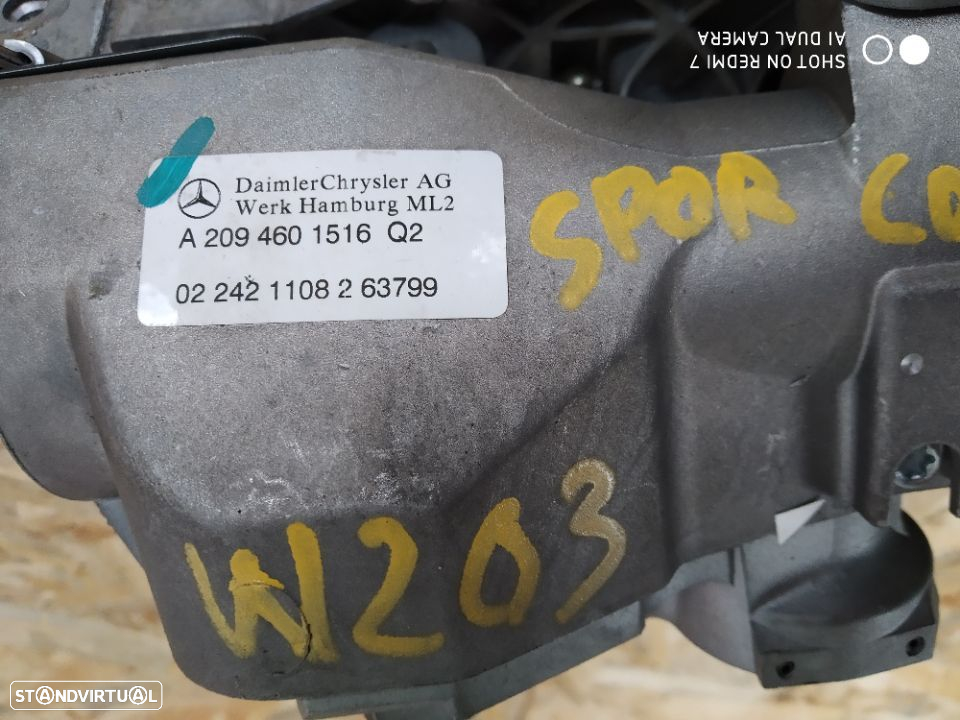 SHOT ON REDMI 7
AI DUAL CAMERA
DaimlerChrysler AG
Werk Hamburg ML2
A 209 460 1516 Q2
02 242 1108 2 63799
SPOR CO
W203
STANDVIRTUAL